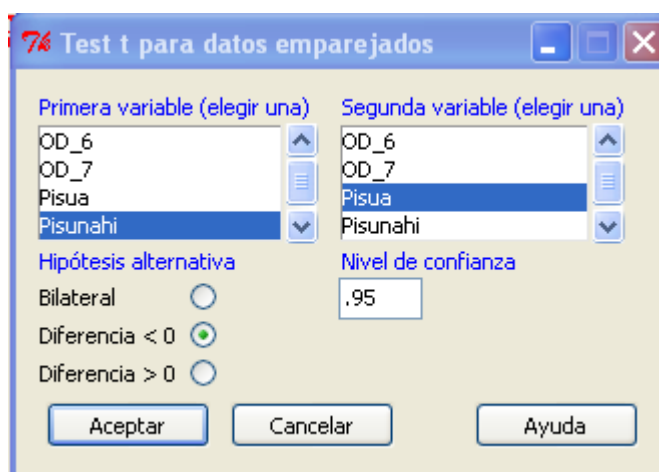 Test t para datos emparejados
Primera variable (elegir una)
Segunda variable (elegir una)
OD_6
OD_7
Pisua
Pisunahi
OD_6
OD_7
Pisua
Pisunahi
Hipótesis alternativa
Bilateral
Diferencia < 0
Diferencia > 0
Nivel de confianza
.95
Aceptar
Cancelar
Ayuda